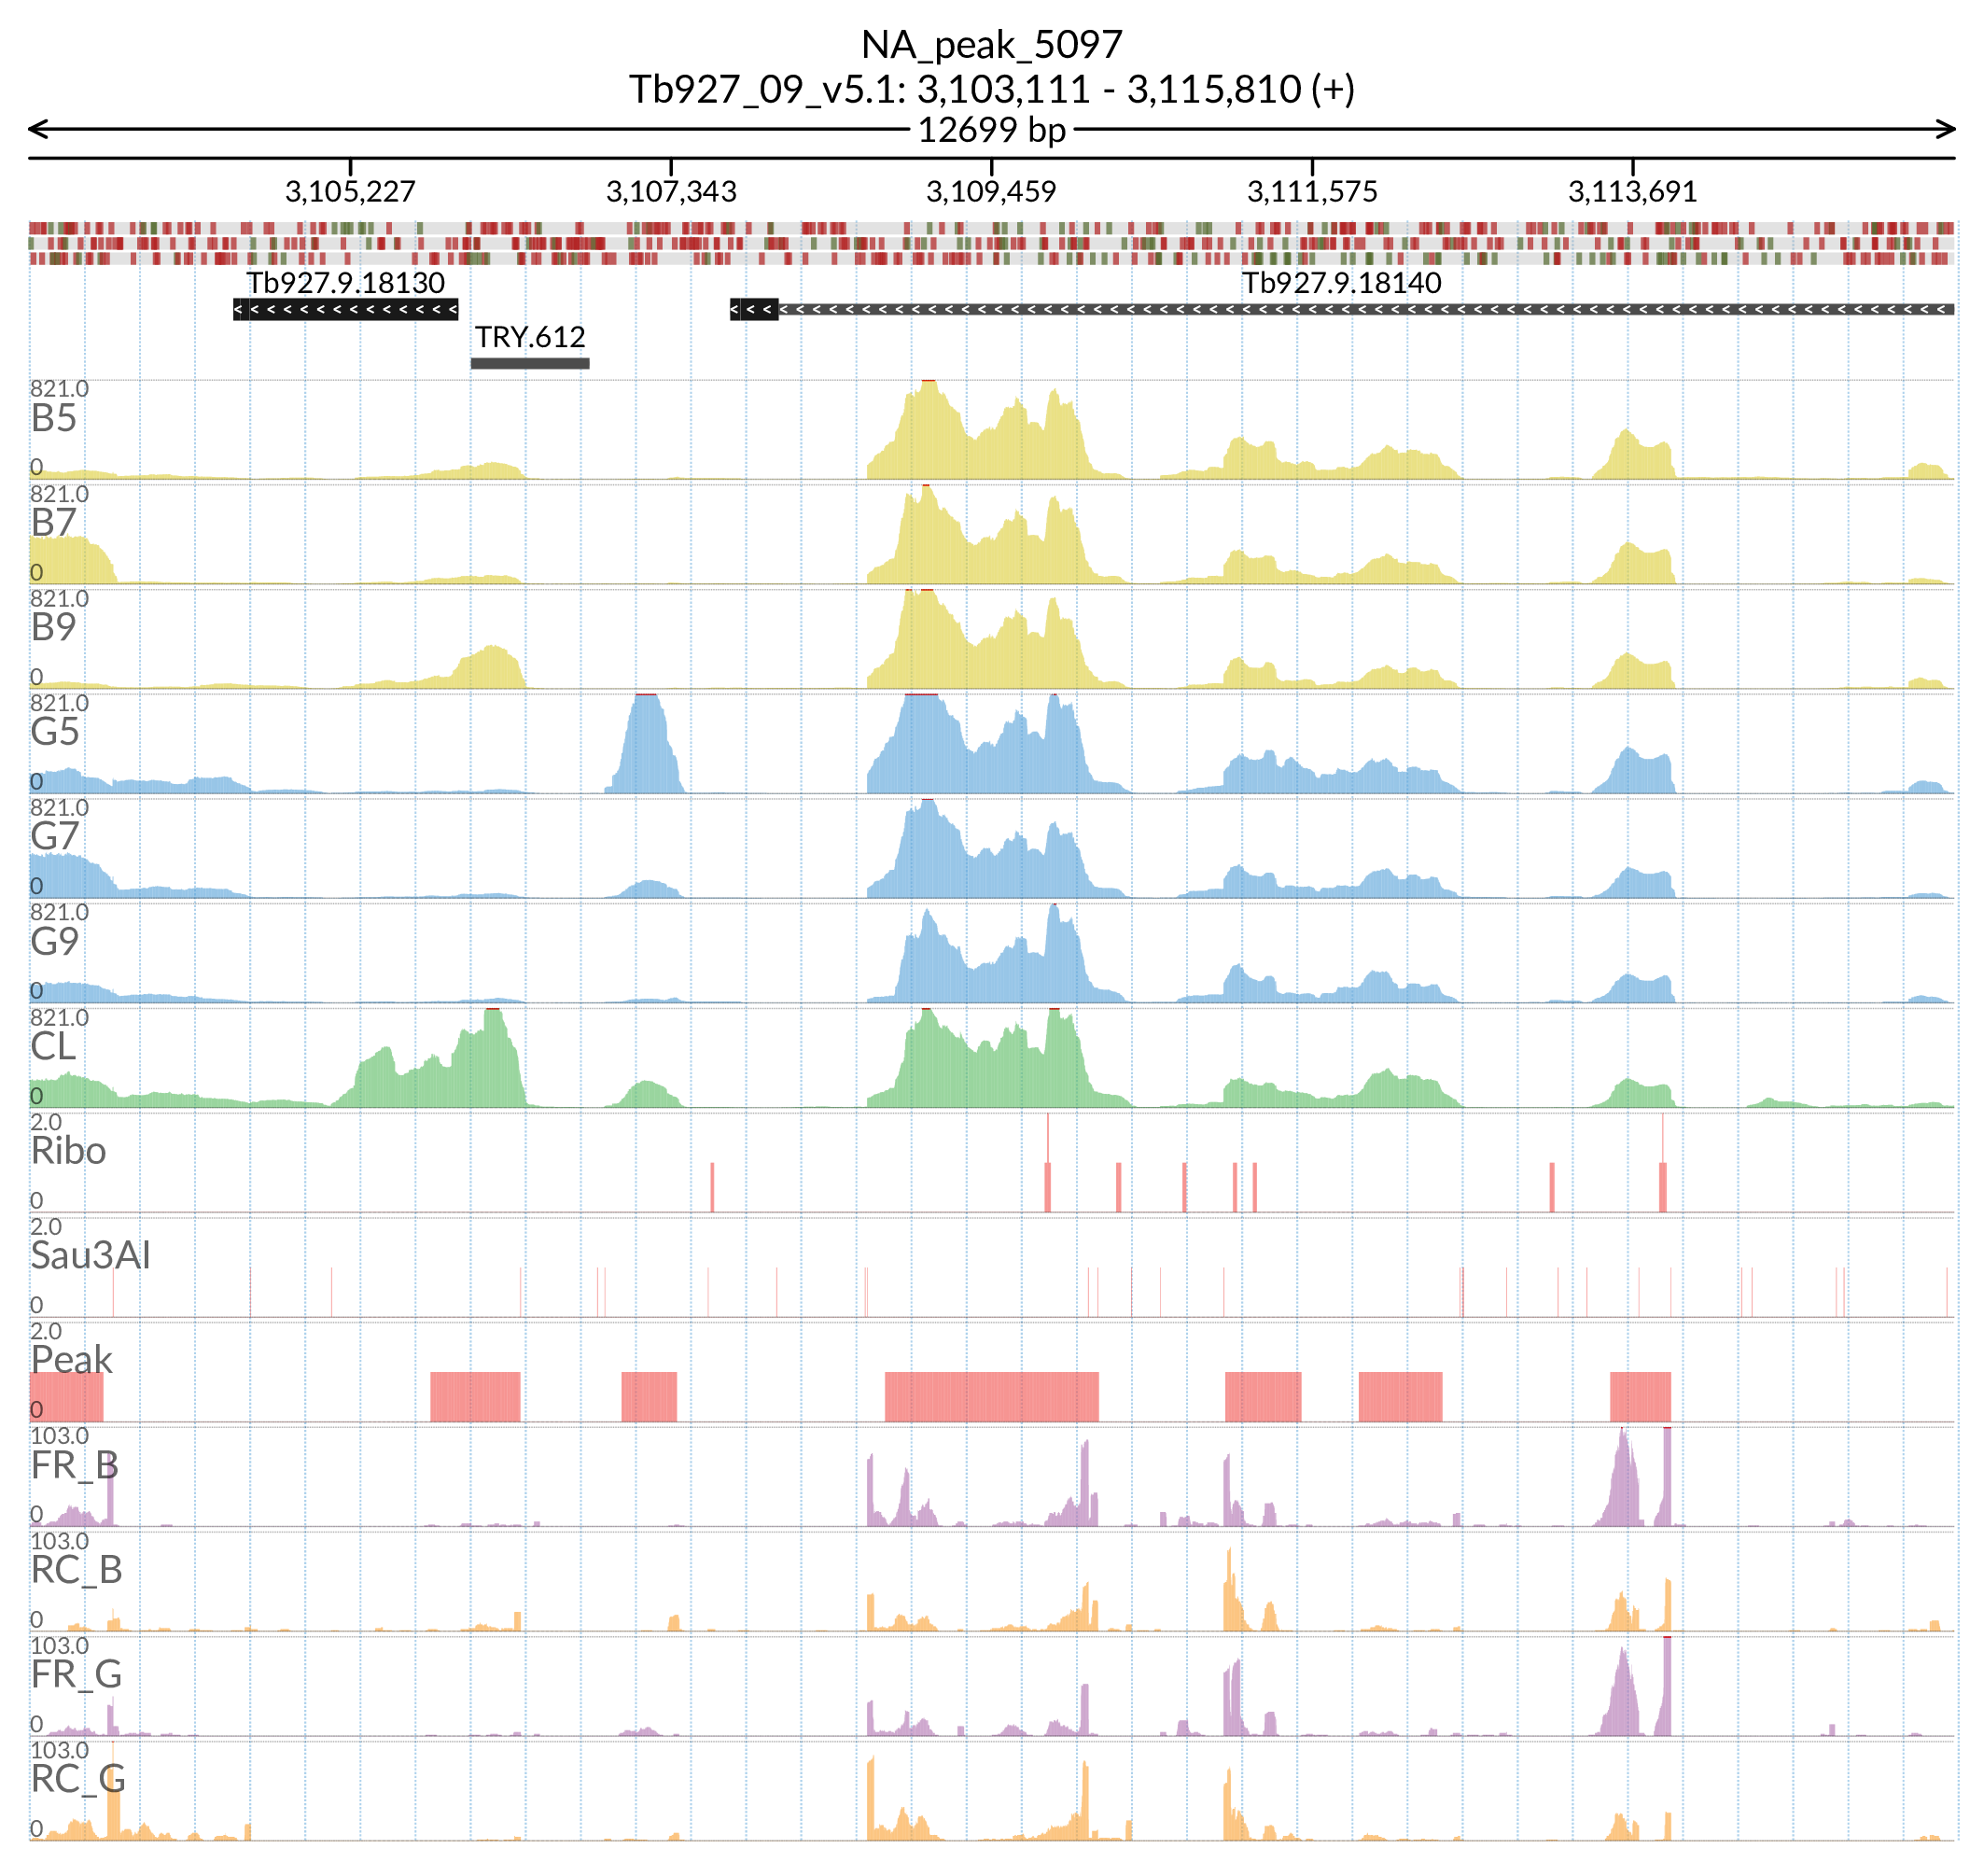 NA_peak_5097
Tb927_09_v5.1: 3,103,111 - 3,115,810 (+)
12699 bp
3,105,227 3,107,343 3,109,459 3,111,575 3,113,691
Tb927.9.18130 Tb927.9.18140
TRY.612
821.0
B5
0
821.0
B7
0
821.0
B9
0
821.0
G5
0
821.0
G7
0
821.0
G9
0
821.0
CL
0
2.0
Ribo
0
2.0
Sau3AI
0
2.0
Peak
0
103.0
FR_B
0
103.0
RC_B
0
103.0
FR_G
0
103.0
RC_G
0